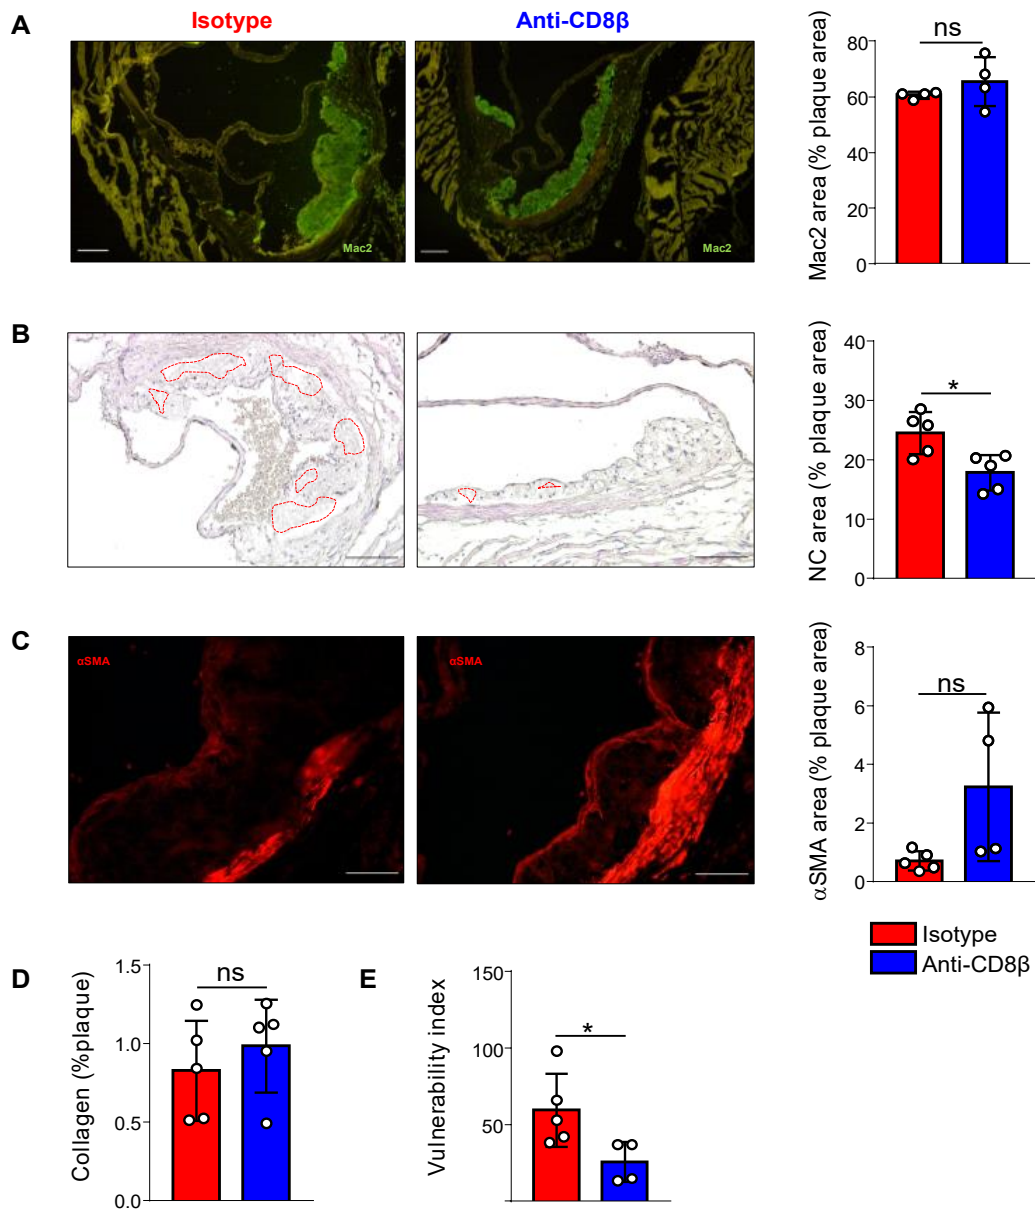 A
Isotype
Anti-CD8β
Mac2
Mac2
Mac2 area (% plaque area)
80
60
40
20
0
ns
B
NC area (% plaque area)
40
30
20
10
0
*
C
αSMA
αSMA
αSMA area (% plaque area)
8
6
4
2
0
ns
Isotype
Anti-CD8β
D
Collagen (%plaque)
1.5
1.0
0.5
0.0
ns
E
Vulnerability index
150
100
50
*